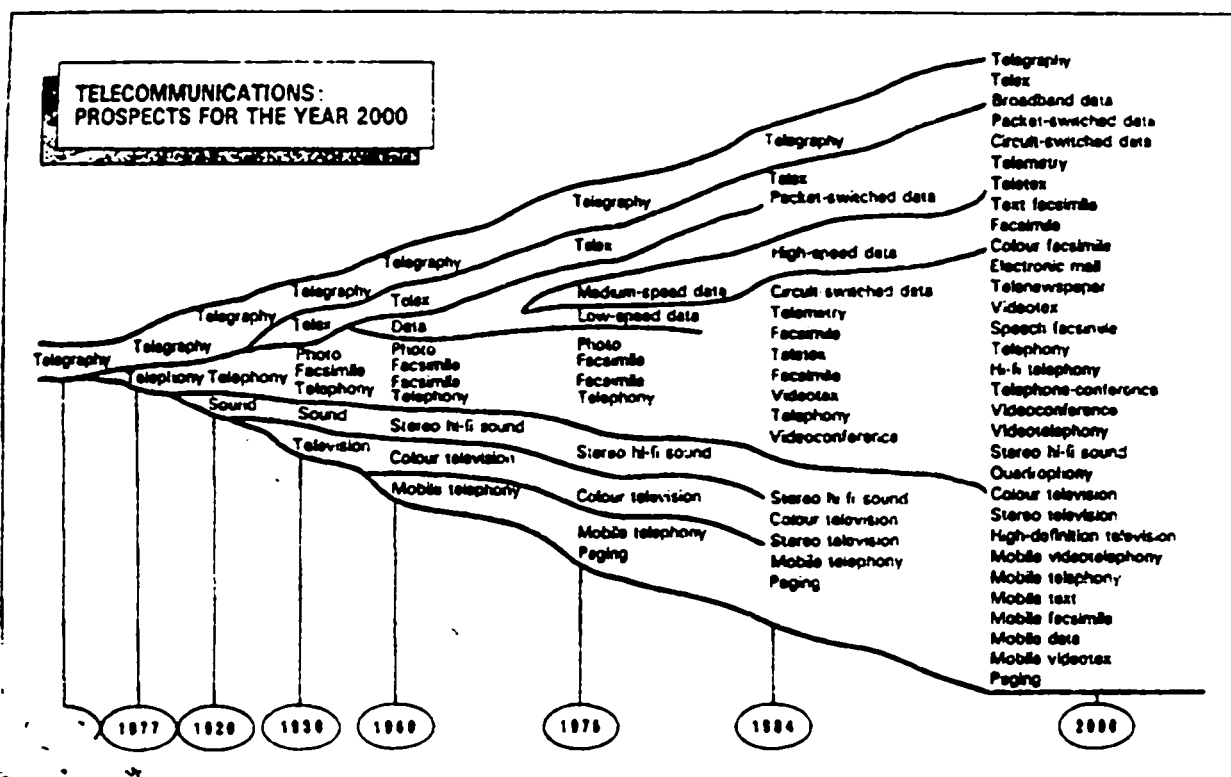 TELECOMMUNICATIONS:
PROSPECTS FOR THE YEAR 2000
Telegraphy
Telegraphy
Telephony
Telegraphy
Telephony
Sound
Telegraphy
Telex
Photo
Facsimile
Telephony
Sound
Television
Telegraphy
Telex
Data
Photo
Facsimile
Facsimile
Telephony
Stereo hi-fi sound
Colour television
Mobile telephony
Telegraphy
Telex
Medium-speed data
Low-speed data
Photo
Facsimile
Facsimile
Telephony
Stereo hi-fi sound
Colour television
Mobile telephony
Paging
Telegraphy
Telex
Packet-switched data
High-speed data
Circuit-switched data
Telemetry
Facsimile
Teletex
Facsimile
Videotex
Telephony
Videoconference
Stereo hi fi sound
Colour television
Stereo television
Mobile telephony
Paging
Telegraphy
Telex
Broadband data
Packet-switched data
Circuit-switched data
Telemetry
Teletex
Text facsimile
Facsimile
Colour facsimile
Electronic mail
Telenewspaper
Videotex
Speech facsimile
Telephony
Hi-fi telephony
Telephone-conference
Videoconference
Videotelephony
Stereo hi-fi sound
Quadrophony
Colour television
Stereo television
High-definition television
Mobile videotelephony
Mobile telephony
Mobile text
Mobile facsimile
Mobile data
Mobile videotex
Paging
1877
1920
1930
1960
1975
1984
2000